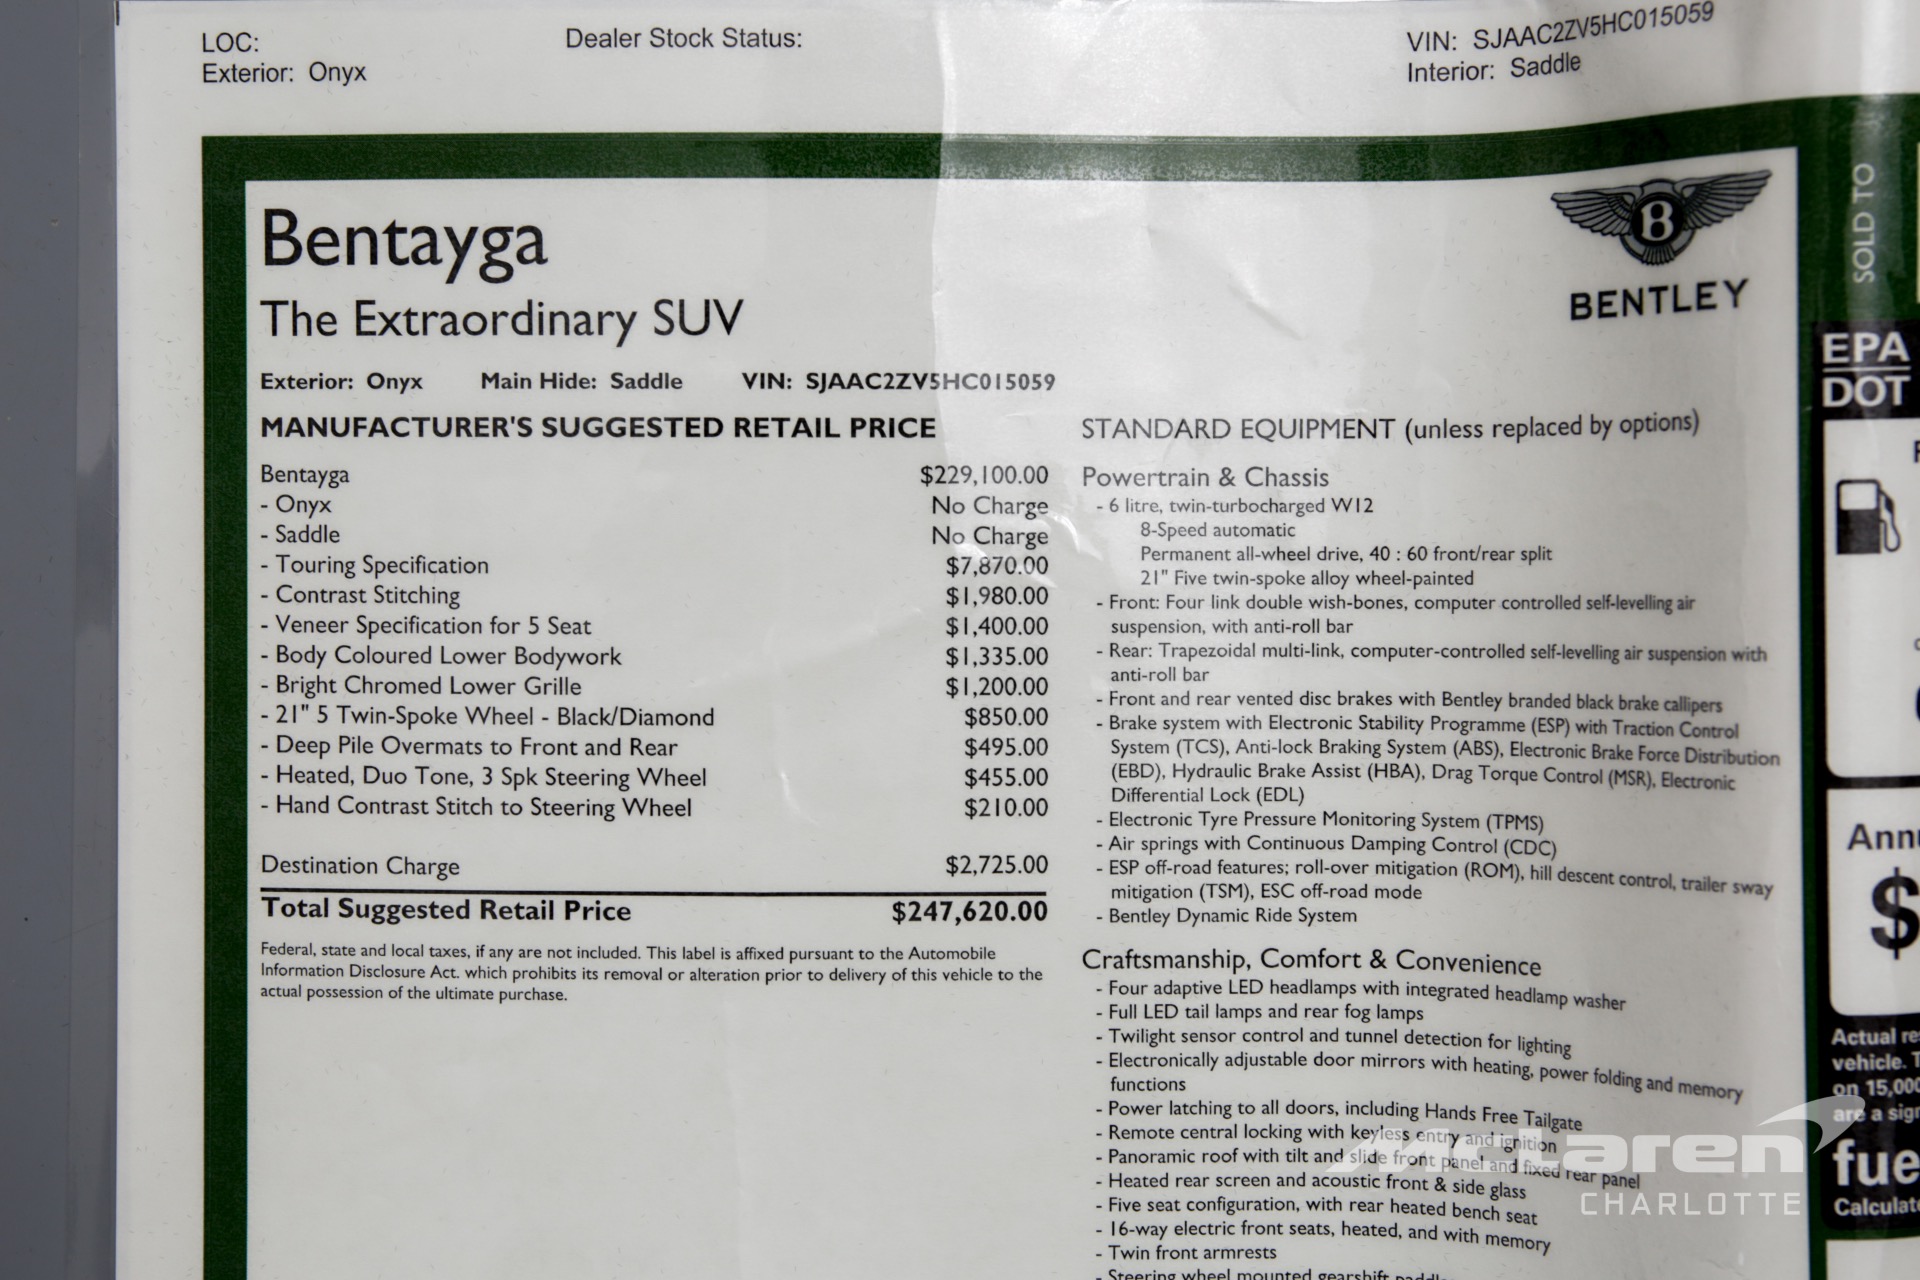 LOC:
Exterior: Onyx
Dealer Stock Status:
VIN: SJAAC2ZV5HC015059
Interior: Saddle
Bentayga
The Extraordinary SUV
B
BENTLEY
Exterior: Onyx Main Hide: Saddle VIN: SJAAC2ZV5HC015059
MANUFACTURER'S SUGGESTED RETAIL PRICE
Bentayga $229,100.00
- Onyx No Charge
- Saddle No Charge
- Touring Specification $7,870.00
- Contrast Stitching $1,980.00
- Veneer Specification for 5 Seat $1,400.00
- Body Coloured Lower Bodywork $1,335.00
- Bright Chromed Lower Grille $1,200.00
- 21" 5 Twin-Spoke Wheel - Black/Diamond $850.00
- Deep Pile Overmats to Front and Rear $495.00
- Heated, Duo Tone, 3 Spk Steering Wheel $455.00
- Hand Contrast Stitch to Steering Wheel $210.00
Destination Charge $2,725.00
Total Suggested Retail Price $247,620.00
Federal, state and local taxes, if any are not included. This label is affixed pursuant to the Automobile
Information Disclosure Act. which prohibits its removal or alteration prior to delivery of this vehicle to the
actual possession of the ultimate purchase.
STANDARD EQUIPMENT (unless replaced by options)
Powertrain & Chassis
- 6 litre, twin-turbocharged W12
8-Speed automatic
Permanent all-wheel drive, 40 : 60 front/rear split
21" Five twin-spoke alloy wheel-painted
- Front: Four link double wish-bones, computer controlled self-levelling air
suspension, with anti-roll bar
- Rear: Trapezoidal multi-link, computer-controlled self-levelling air suspension with
anti-roll bar
- Front and rear vented disc brakes with Bentley branded black brake callipers
- Brake system with Electronic Stability Programme (ESP) with Traction Control
System (TCS), Anti-lock Braking System (ABS), Electronic Brake Force Distribution
(EBD), Hydraulic Brake Assist (HBA), Drag Torque Control (MSR), Electronic
Differential Lock (EDL)
- Electronic Tyre Pressure Monitoring System (TPMS)
- Air springs with Continuous Damping Control (CDC)
- ESP off-road features; roll-over mitigation (ROM), hill descent control, trailer sway
mitigation (TSM), ESC off-road mode
- Bentley Dynamic Ride System
Craftsmanship, Comfort & Convenience
- Four adaptive LED headlamps with integrated headlamp washer
- Full LED tail lamps and rear fog lamps
- Twilight sensor control and tunnel detection for lighting
- Electronically adjustable door mirrors with heating, power folding and memory
functions
- Power latching to all doors, including Hands Free Tailgate
- Remote central locking with keyless entry and ignition
- Panoramic roof with tilt and slide front panel and fixed rear panel
- Heated rear screen and acoustic front & side glass
- Five seat configuration, with rear heated bench seat
- 16-way electric front seats, heated, and with memory
- Twin front armrests
- Steering wheel mounted gearshift
SOLD TO
EPA
DOT
Ann
$
Actual
vehicle.
on 15,000
are a
fue
McLaren
CHARLOTTE